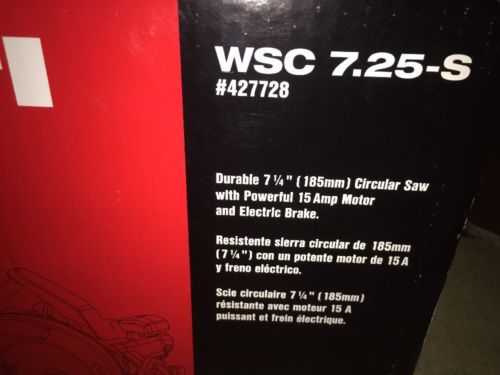 WSC 7.25-S
#427728
Durable 7 1/4" (185mm) Circular Saw
with Powerful 15 Amp Motor
and Electric Brake.
Resistente sierra circular de 185mm
(7 1/4") con un potente motor de 15 A
y freno eléctrico.
Scie circulaire 7 1/4" (185mm)
résistante avec moteur 15 A
puissant et frein électrique.